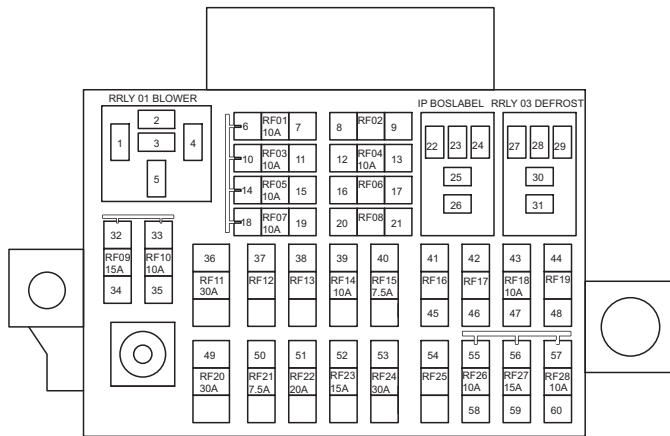 RRLY 01 BLOWER
IP BOSLABEL
RRLY 03 DEFROST
1
2
3
4
5
6
RF01
10A
7
8
RF02
9
10
RF03
10A
11
12
RF04
10A
13
14
RF05
10A
15
16
RF06
17
18
RF07
10A
19
20
RF08
21
22
23
24
25
26
27
28
29
30
31
32
RF09
15A
34
33
RF10
10A
35
36
RF11
30A
37
RF12
38
RF13
39
RF14
10A
40
RF15
7.5A
41
RF16
45
42
RF17
46
43
RF18
10A
47
44
RF19
48
49
RF20
30A
50
RF21
7.5A
51
RF22
20A
52
RF23
15A
53
RF24
30A
54
RF25
55
RF26
10A
58
56
RF27
15A
59
57
RF28
10A
60